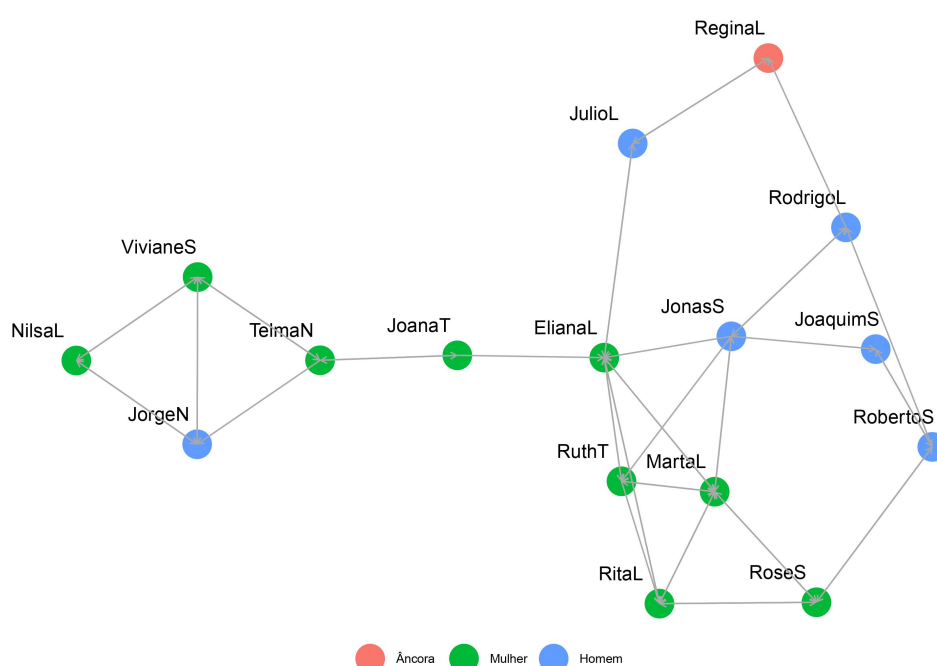 ReginaL
JulioL
RodrigoL
VivianeS
NilsaL
TelmaN
JoanaT
ElianaL
JonasS
JoaquimS
JorgeN
RobertoS
RuthT
MartaL
RitaL
RoseS
Âncora
Mulher
Homem